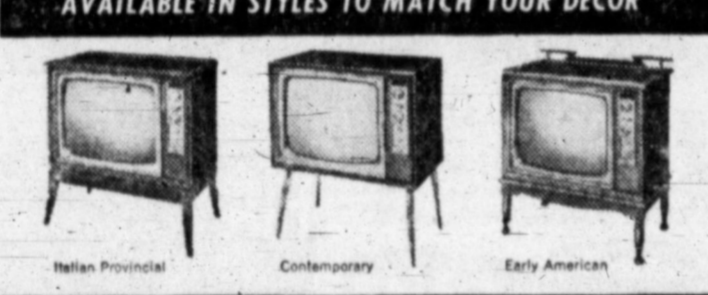 AVAILABLE IN STYLES TO MATCH YOUR DECOR
Italian Provincial
Contemporary
Early American